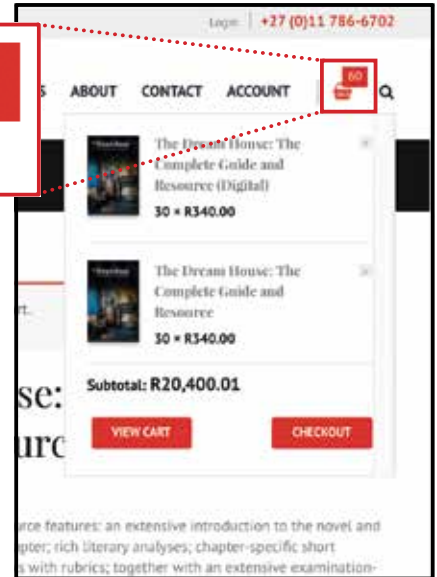 Login +27 (0)11 786-6702
S ABOUT CONTACT ACCOUNT 60
The Dream House: The
Complete Guide and
Resource (Digital)
30 × R340.00
The Dream House: The
Complete Guide and
Resource
30 × R340.00
rt.
Subtotal: R20,400.01
se:
VIEW CART CHECKOUT
urc
urce features: an extensive introduction to the novel and
pter; rich literary analyses; chapter-specific short
s with rubrics; together with an extensive examination-